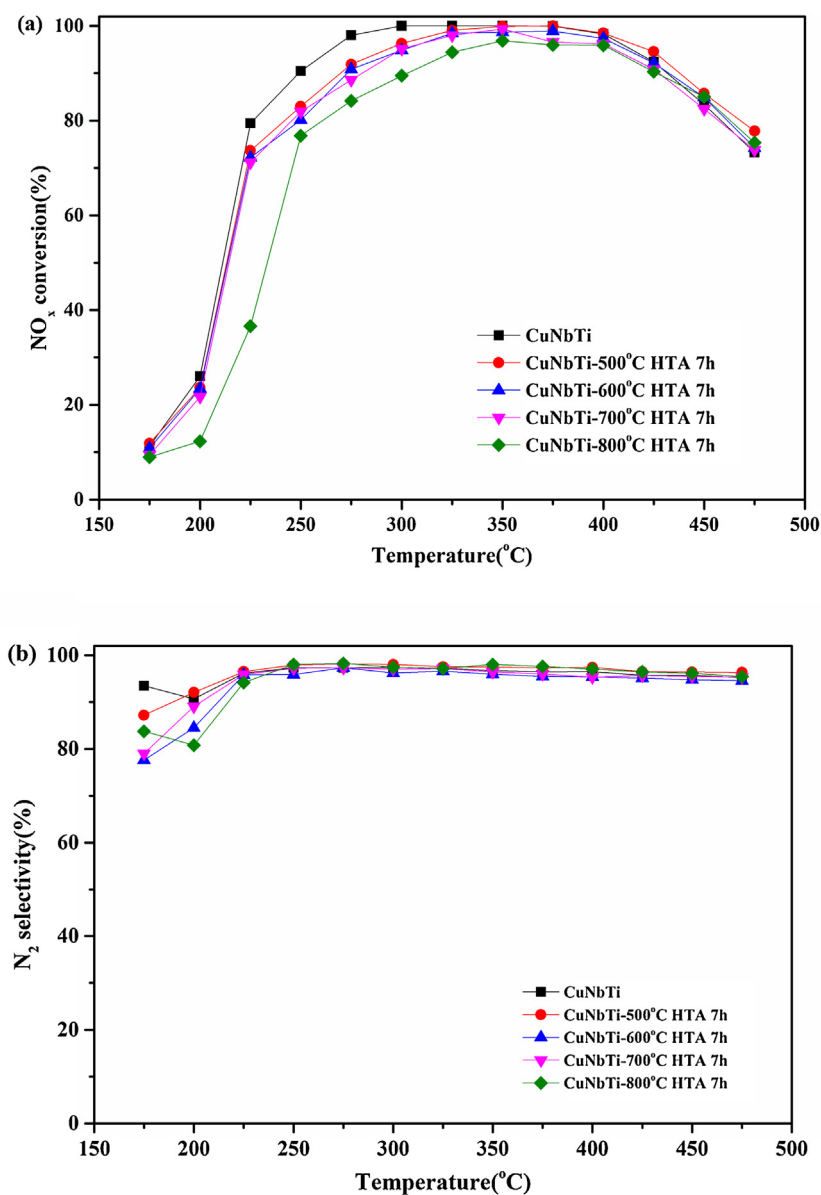 (a)
100
80
60
40
20
0
NOx conversion(%)
CuNbTi
CuNbTi-500°C HTA 7h
CuNbTi-600°C HTA 7h
CuNbTi-700°C HTA 7h
CuNbTi-800°C HTA 7h
150 200 250 300 350 400 450 500
Temperature(°C)
(b)
100
80
60
40
20
0
N2 selectivity(%)
CuNbTi
CuNbTi-500°C HTA 7h
CuNbTi-600°C HTA 7h
CuNbTi-700°C HTA 7h
CuNbTi-800°C HTA 7h
150 200 250 300 350 400 450 500
Temperature(°C)